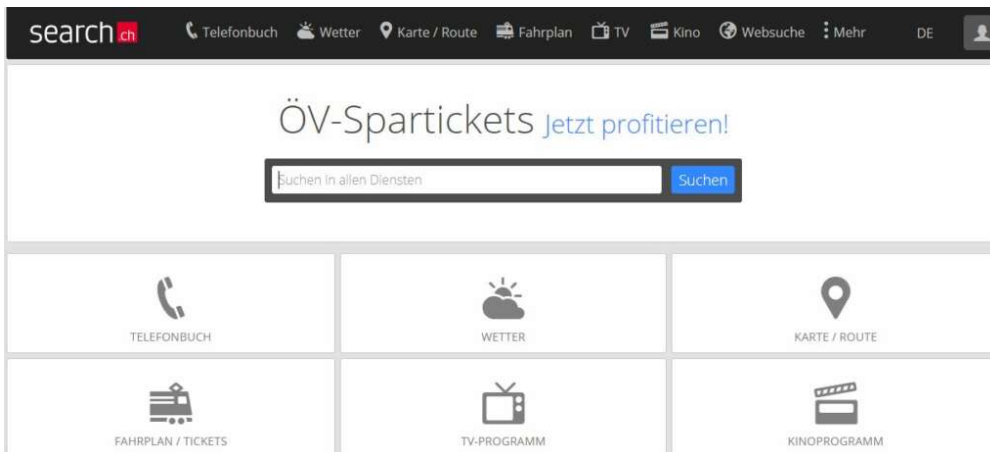 search.ch Telefonbuch Wetter Karte / Route Fahrplan TV Kino Websuche Mehr DE
ÖV-Spartickets Jetzt profitieren!
Suchen in allen Diensten Suchen
TELEFONBUCH WETTER KARTE / ROUTE
FAHRPLAN / TICKETS TV-PROGRAMM KINOPROGRAMM